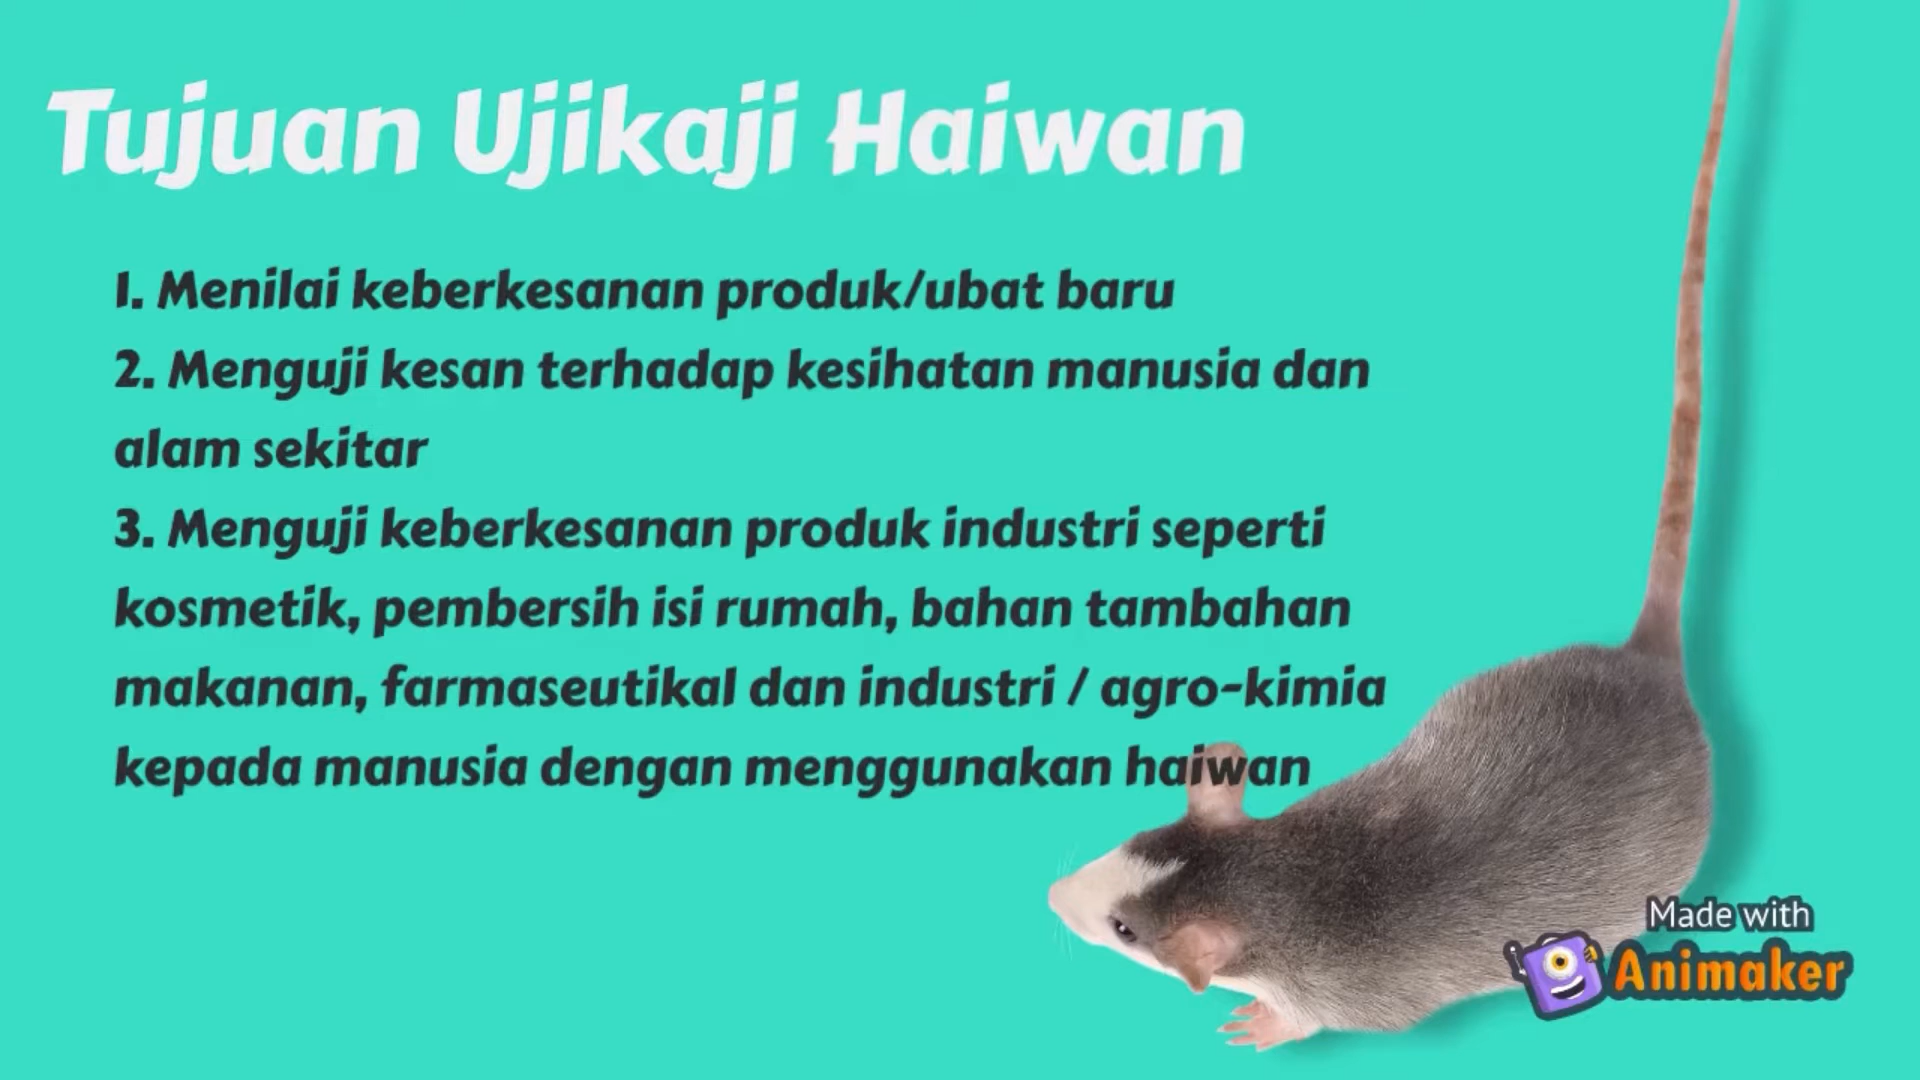 Tujuan Ujikaji Haiwan
1. Menilai keberkesanan produk/ubat baru
2. Menguji kesan terhadap kesihatan manusia dan
alam sekitar
3. Menguji keberkesanan produk industri seperti
kosmetik, pembersih isi rumah, bahan tambahan
makanan, farmaseutikal dan industri / agro-kimia
kepada manusia dengan menggunakan haiwan
Made with
Animaker